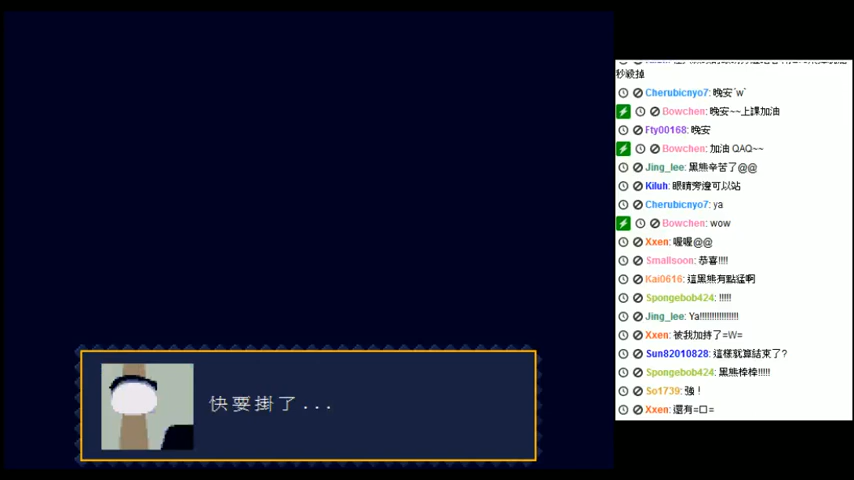 秒殺掉
Cherubicnyo7: 晚安´w`
Bowchen: 晚安~~上課加油
Fty00168: 晚安
Bowchen: 加油 QAQ~~
Jing_lee: 黑熊辛苦了@@
Kiluh: 眼睛旁邊可以站
Cherubicnyo7: ya
Bowchen: wow
Xxen: 喔喔@@
Smallsoon: 恭喜!!!!
Kai0616: 這黑熊有點猛啊
Spongebob424: !!!!!
Jing_lee: Ya!!!!!!!!!!!!!!!!
Xxen: 被我加持了=W=
Sun82010828: 這樣就算結束了?
Spongebob424: 黑熊棒棒!!!!!
So1739: 強！
Xxen: 還有=口=
快要掛了...